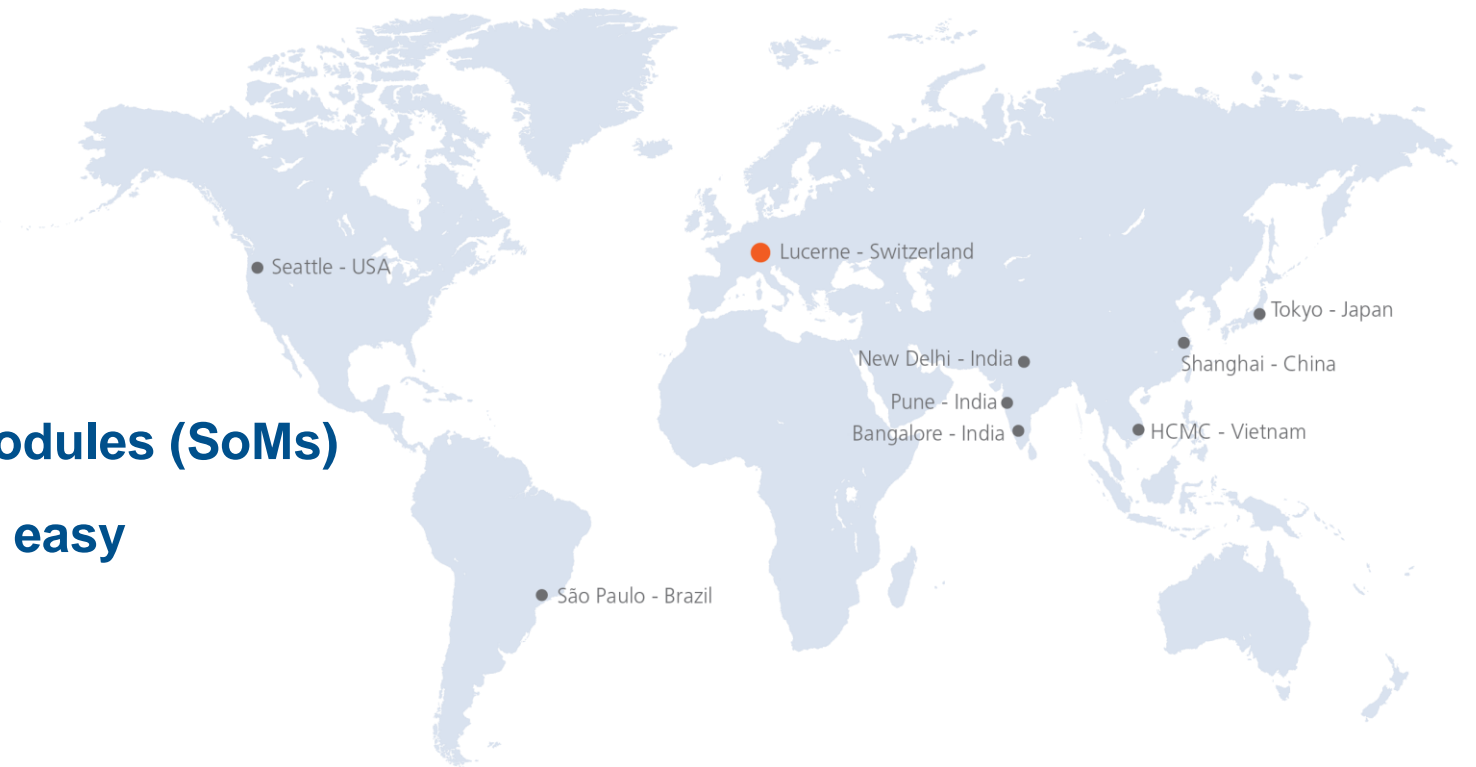 Lucerne - Switzerland
Seattle - USA
Tokyo - Japan
New Delhi - India
Shanghai - China
Pune - India
Bangalore - India
HCMC - Vietnam
odules (SoMs)
easy
São Paulo - Brazil